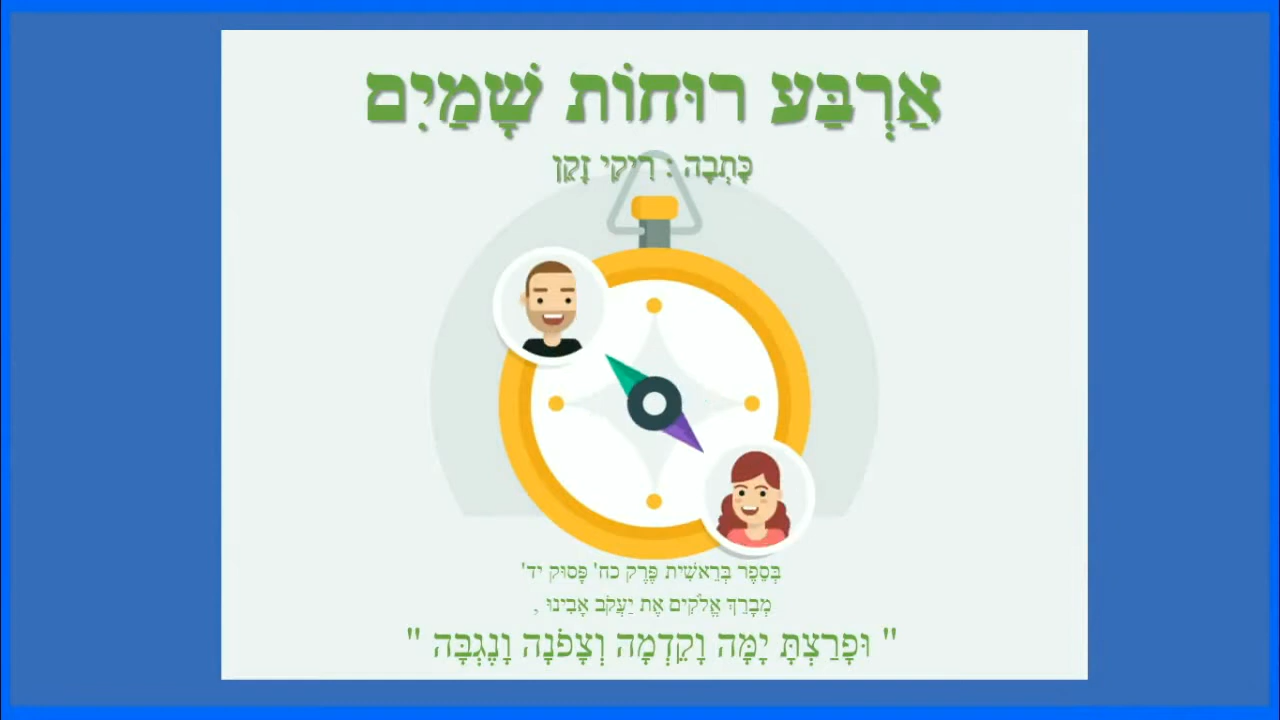 אַרְבַּע רוּחוֹת שָׁמַיִם
כָּתְבָה : רִיקִי זָקֵן
בְּסֵפֶר בְּרֵאשִׁית פֶּרֶק כח' פָּסוּק יד'
מְבָרֵךְ אֱלֹקִים אֶת יַעֲקֹב אָבִינוּ ,
" וּפָרַצְתָּ יָמָּה וָקֵדְמָה וְצָפֹנָה וָנֶגְבָּה "